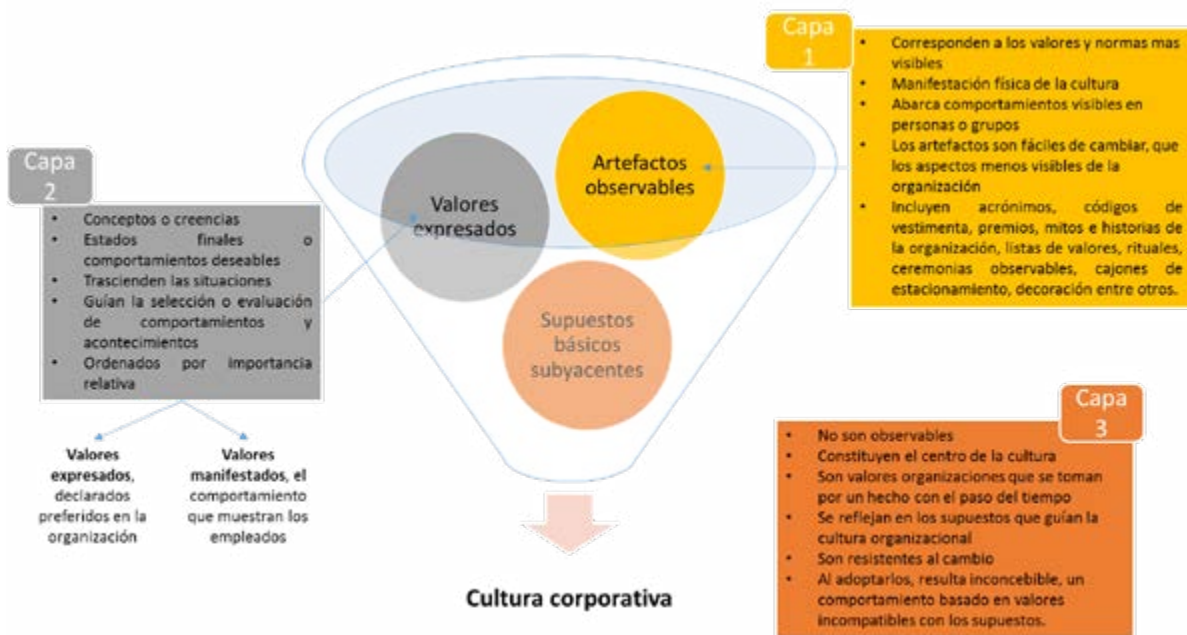 Capa
1
• Corresponden a los valores y normas mas
visibles
• Manifestación física de la cultura
• Abarca comportamientos visibles en
personas o grupos
• Los artefactos son fáciles de cambiar, que
los aspectos menos visibles de la
organización
• Incluyen acrónimos, códigos de
vestimenta, premios, mitos e historias de
la organización, listas de valores, rituales,
ceremonias observables, cajones de
estacionamiento, decoración entre otros.
Artefactos
observables
Valores
expresados
Supuestos
básicos
subyacentes
Capa
2
• Conceptos o creencias
• Estados finales o
comportamientos deseables
• Trascienden las situaciones
• Guían la selección o evaluación
de comportamientos y
acontecimientos
• Ordenados por importancia
relativa
Valores
expresados,
declarados
preferidos en la
organización
Valores
manifestados, el
comportamiento
que muestran los
empleados
Capa
3
• No son observables
• Constituyen el centro de la cultura
• Son valores organizaciones que se toman
por un hecho con el paso del tiempo
• Se reflejan en los supuestos que guían la
cultura organizacional
• Son resistentes al cambio
• Al adoptarlos, resulta inconcebible, un
comportamiento basado en valores
incompatibles con los supuestos.
Cultura corporativa